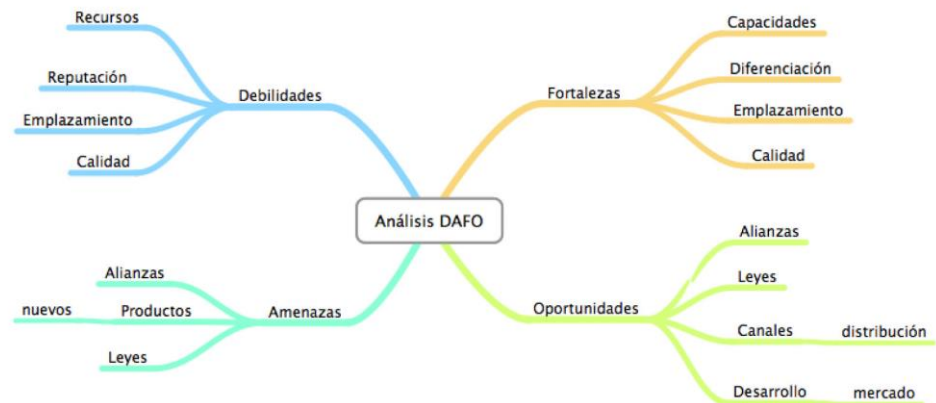 Análisis DAFO
Debilidades
Recursos
Reputación
Emplazamiento
Calidad
Fortalezas
Capacidades
Diferenciación
Emplazamiento
Calidad
Amenazas
Alianzas
Productos
nuevos
Leyes
Oportunidades
Alianzas
Leyes
Canales
distribución
Desarrollo
mercado